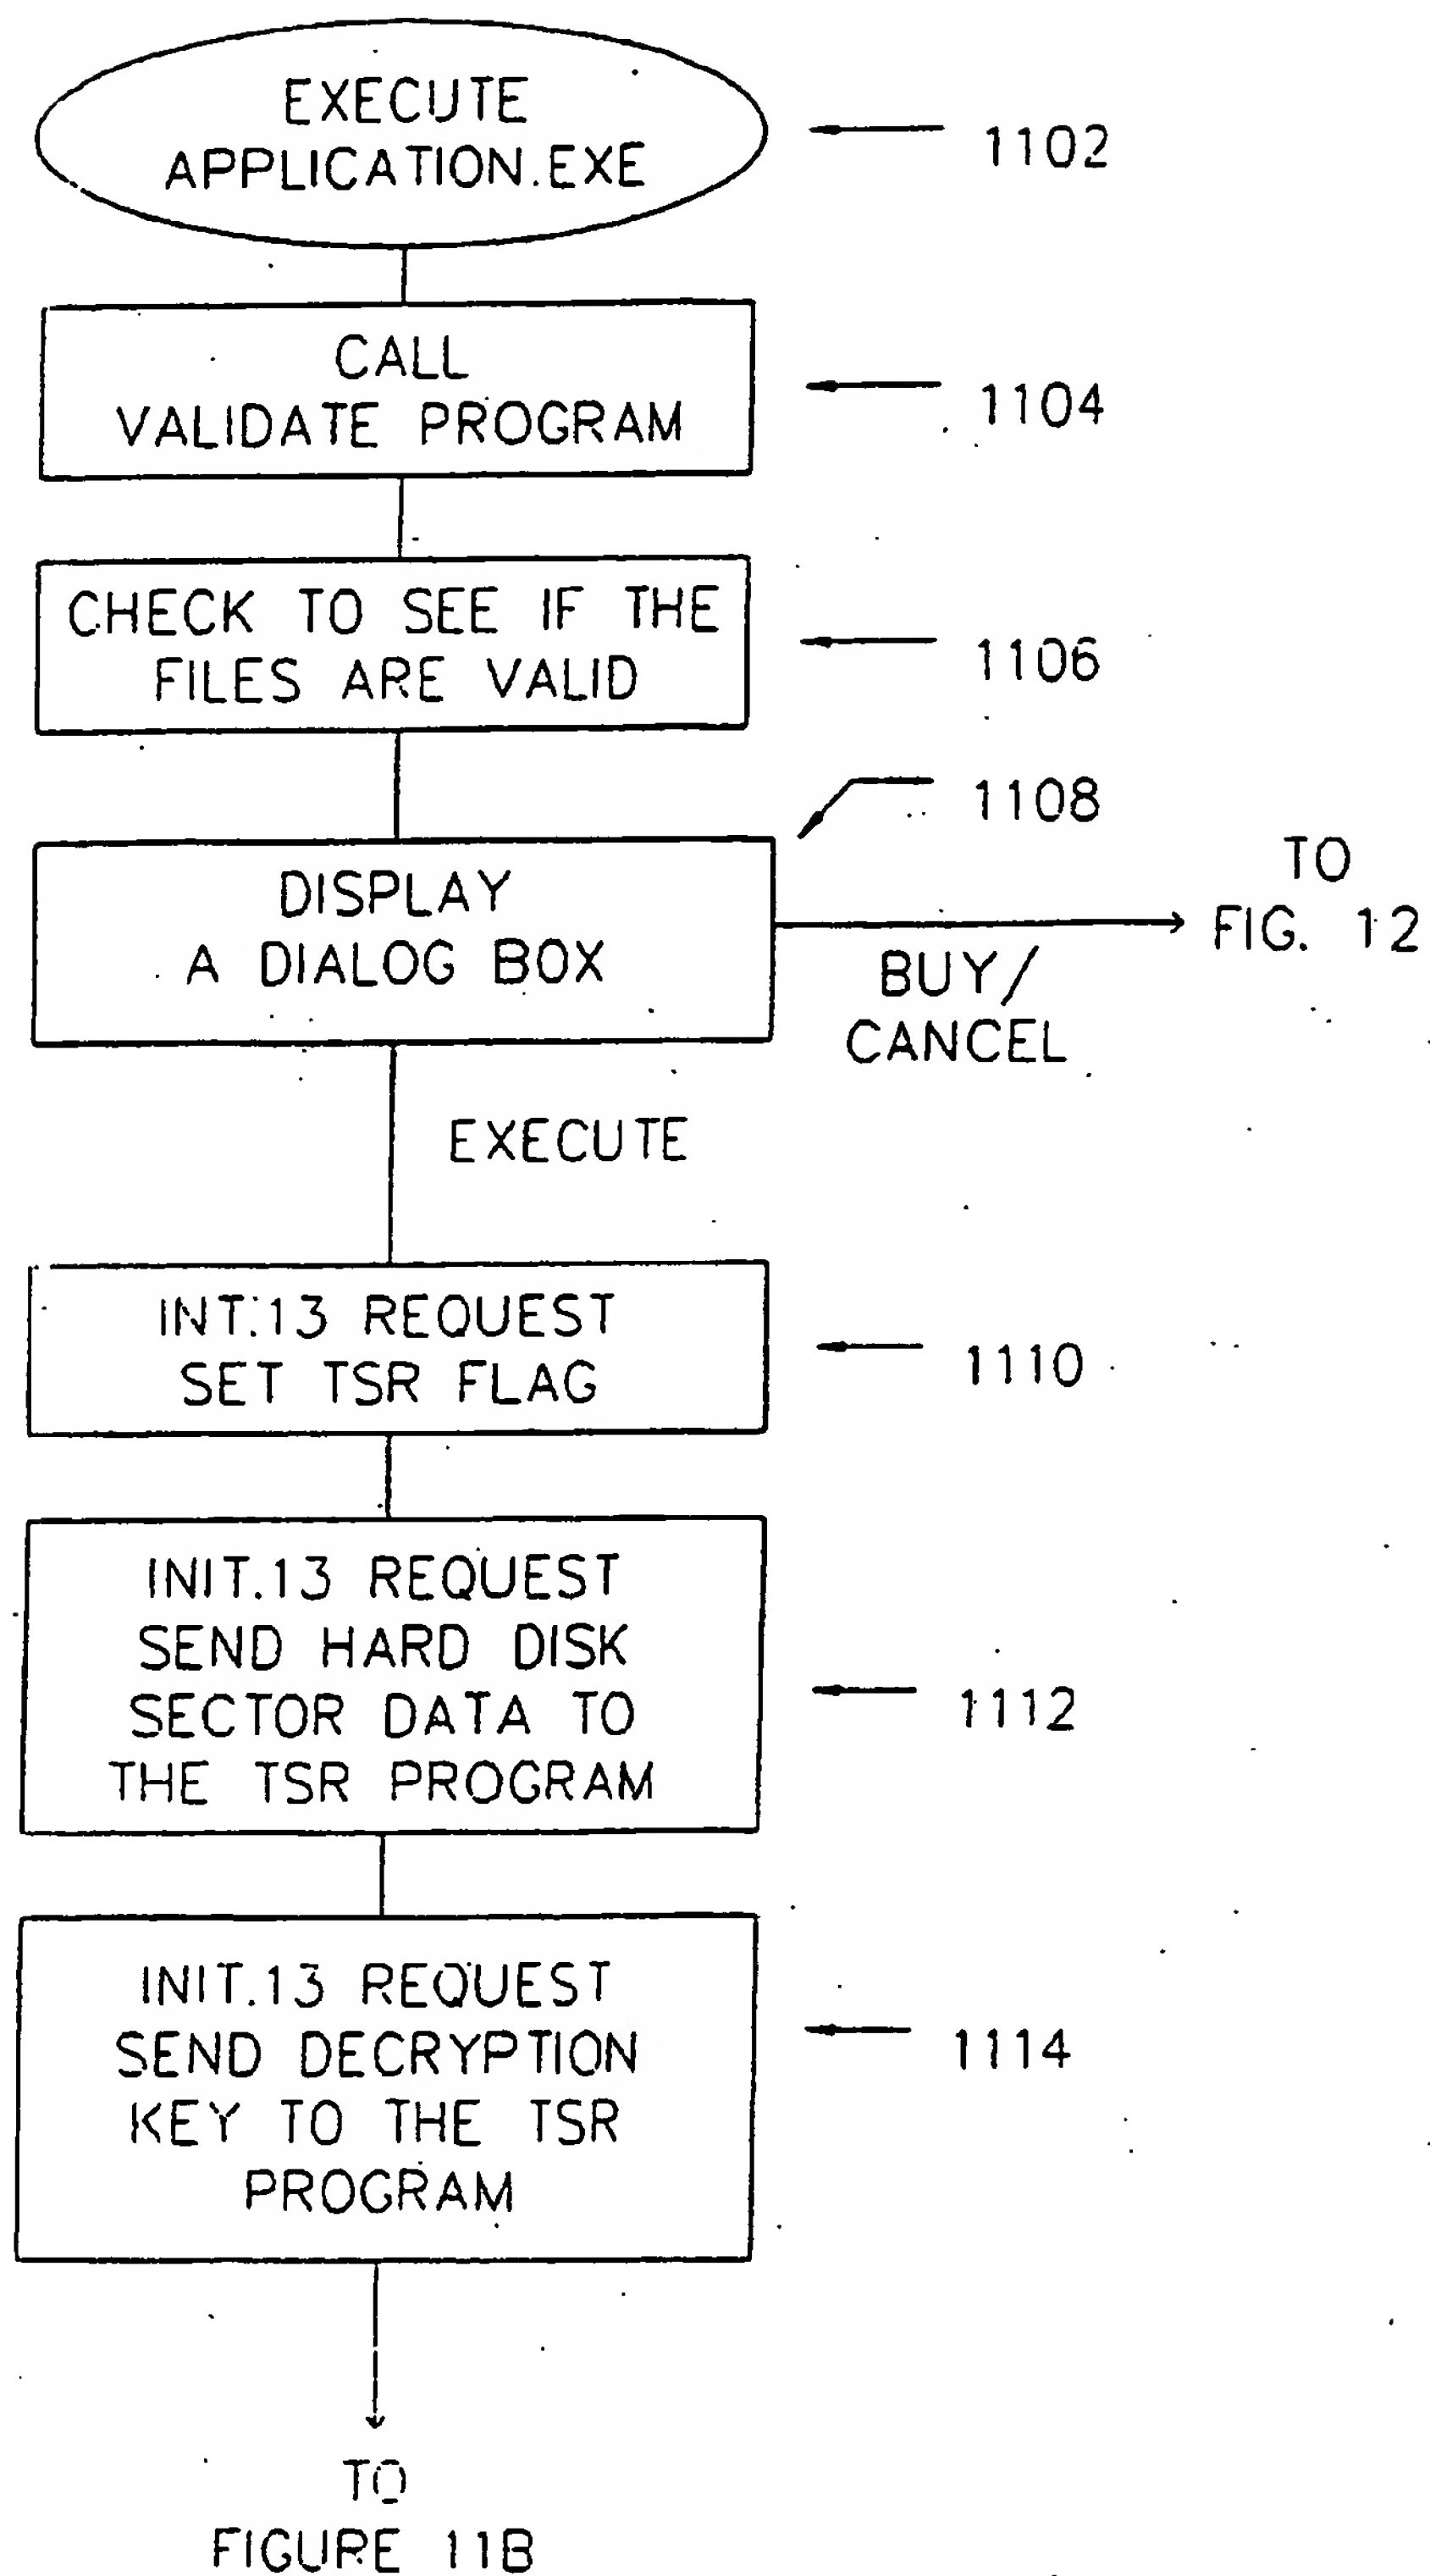 EXECUTE
APPLICATION.EXE
1102
CALL
VALIDATE PROGRAM
1104
CHECK TO SEE IF THE
FILES ARE VALID
1106
1108
DISPLAY
A DIALOG BOX
TO
FIG. 12
BUY/
CANCEL
EXECUTE
INT.13 REQUEST
SET TSR FLAG
1110
INIT.13 REQUEST
SEND HARD DISK
SECTOR DATA TO
THE TSR PROGRAM
1112
INIT.13 REQUEST
SEND DECRYPTION
KEY TO THE TSR
PROGRAM
1114
TO
FIGURE 11B